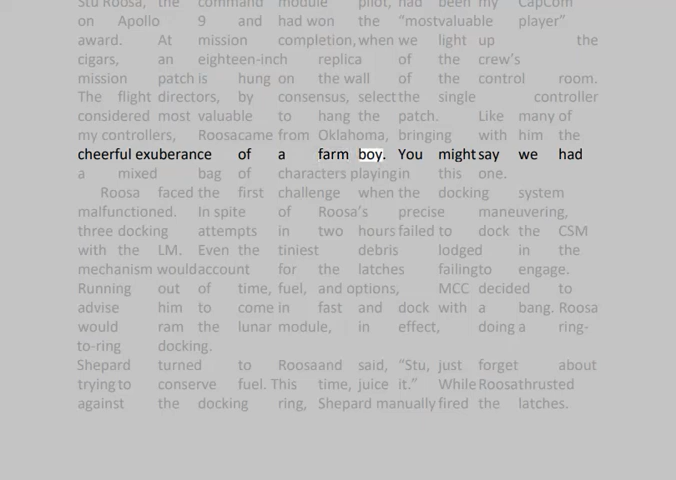 Stu Roosa, the command module pilot, had been my CapCom
on Apollo 9 and had won the “mostvaluable player”
award. At mission completion, when we light up the
cigars, an eighteen-inch replica of the crew’s
mission patch is hung on the wall of the control room.
The flight directors, by consensus, select the single controller
considered most valuable to hang the patch. Like many of
my controllers, Roosa came from Oklahoma, bringing with him the
cheerful exuberance of a farm boy. You might say we had
a mixed bag of characters playing in this one.
Roosa faced the first challenge when the docking system
malfunctioned. In spite of Roosa’s precise maneuvering,
three docking attempts in two hours failed to dock the CSM
with the LM. Even the tiniest debris lodged in the
mechanism would account for the latches failing to engage.
Running out of time, fuel, and options, MCC decided to
advise him to come in fast and dock with a bang. Roosa
would ram the lunar module, in effect, doing a ring-
to-ring docking.
Shepard turned to Roosa and said, “Stu, just forget about
trying to conserve fuel. This time, juice it.” While Roosa thrusted
against the docking ring, Shepard manually fired the latches.